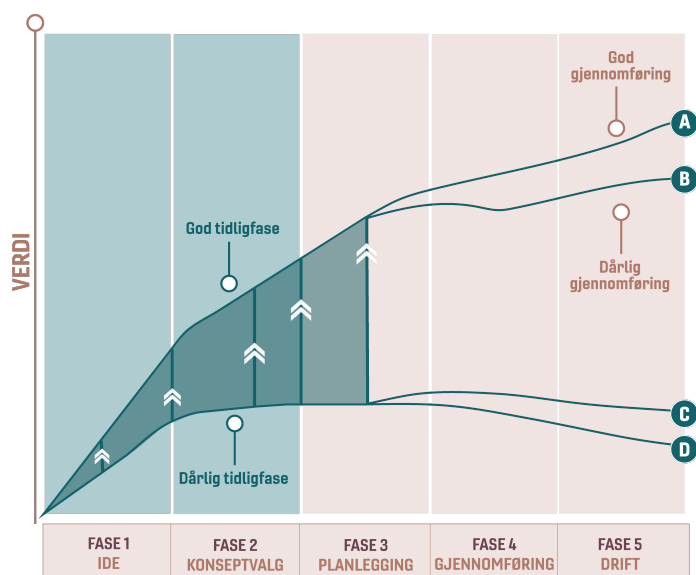 God
gjennomføring
A
B
God tidligfase
VERDI
Dårlig
gjennomføring
C
D
Dårlig tidligfase
FASE 1
IDE
FASE 2
KONSEPTVALG
FASE 3
PLANLEGGING
FASE 4
GJENNOMFØRING
FASE 5
DRIFT